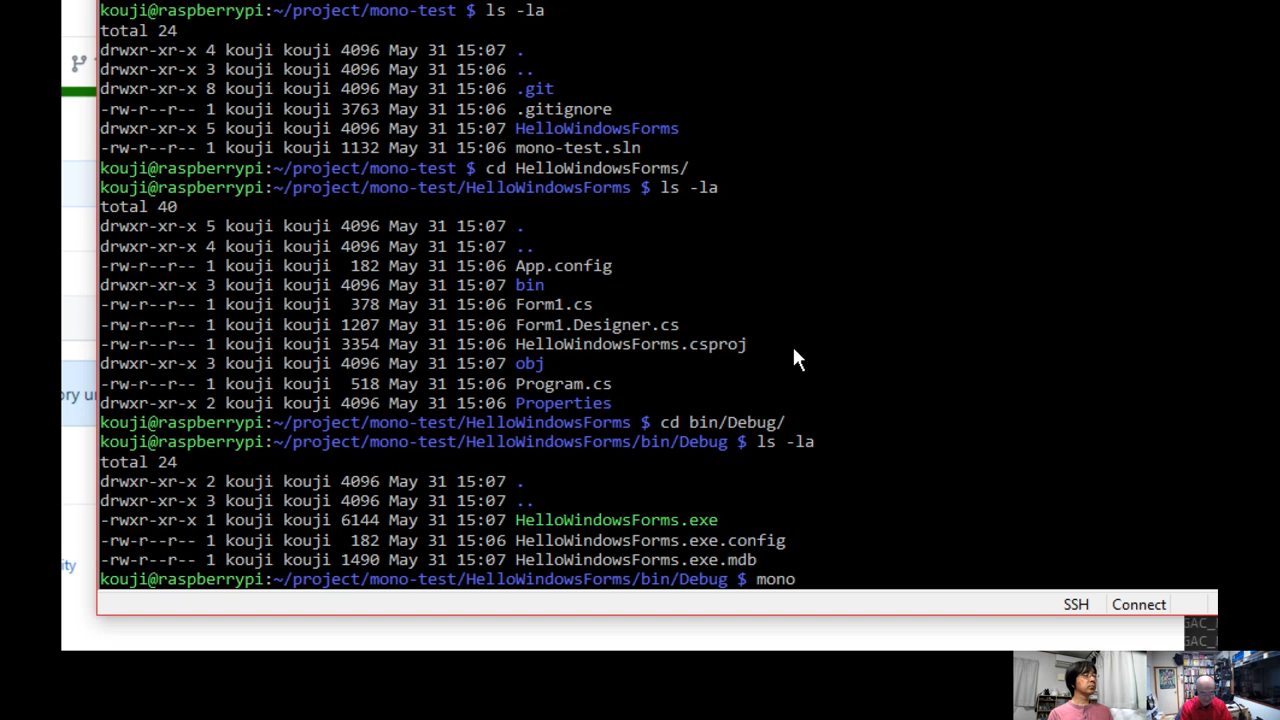 kouji@raspberrypi:~/project/mono-test $ ls -la
total 24
drwxr-xr-x 4 kouji kouji 4096 May 31 15:07 .
drwxr-xr-x 3 kouji kouji 4096 May 31 15:06 ..
drwxr-xr-x 8 kouji kouji 4096 May 31 15:06 .git
-rw-r--r-- 1 kouji kouji 3763 May 31 15:06 .gitignore
drwxr-xr-x 5 kouji kouji 4096 May 31 15:07 HelloWindowsForms
-rw-r--r-- 1 kouji kouji 1132 May 31 15:06 mono-test.sln
kouji@raspberrypi:~/project/mono-test $ cd HelloWindowsForms/
kouji@raspberrypi:~/project/mono-test/HelloWindowsForms $ ls -la
total 40
drwxr-xr-x 5 kouji kouji 4096 May 31 15:07 .
drwxr-xr-x 4 kouji kouji 4096 May 31 15:07 ..
-rw-r--r-- 1 kouji kouji  182 May 31 15:06 App.config
drwxr-xr-x 3 kouji kouji 4096 May 31 15:07 bin
-rw-r--r-- 1 kouji kouji  378 May 31 15:06 Form1.cs
-rw-r--r-- 1 kouji kouji 1207 May 31 15:06 Form1.Designer.cs
-rw-r--r-- 1 kouji kouji 3354 May 31 15:06 HelloWindowsForms.csproj
drwxr-xr-x 3 kouji kouji 4096 May 31 15:07 obj
-rw-r--r-- 1 kouji kouji  518 May 31 15:06 Program.cs
drwxr-xr-x 2 kouji kouji 4096 May 31 15:07 Properties
kouji@raspberrypi:~/project/mono-test/HelloWindowsForms $ cd bin/Debug/
kouji@raspberrypi:~/project/mono-test/HelloWindowsForms/bin/Debug $ ls -la
total 24
drwxr-xr-x 2 kouji kouji 4096 May 31 15:07 .
drwxr-xr-x 3 kouji kouji 4096 May 31 15:07 ..
-rwxr-xr-x 1 kouji kouji 6144 May 31 15:07 HelloWindowsForms.exe
-rw-r--r-- 1 kouji kouji  182 May 31 15:06 HelloWindowsForms.exe.config
-rw-r--r-- 1 kouji kouji 1490 May 31 15:07 HelloWindowsForms.exe.mdb
kouji@raspberrypi:~/project/mono-test/HelloWindowsForms/bin/Debug $ mono
SSH Connect